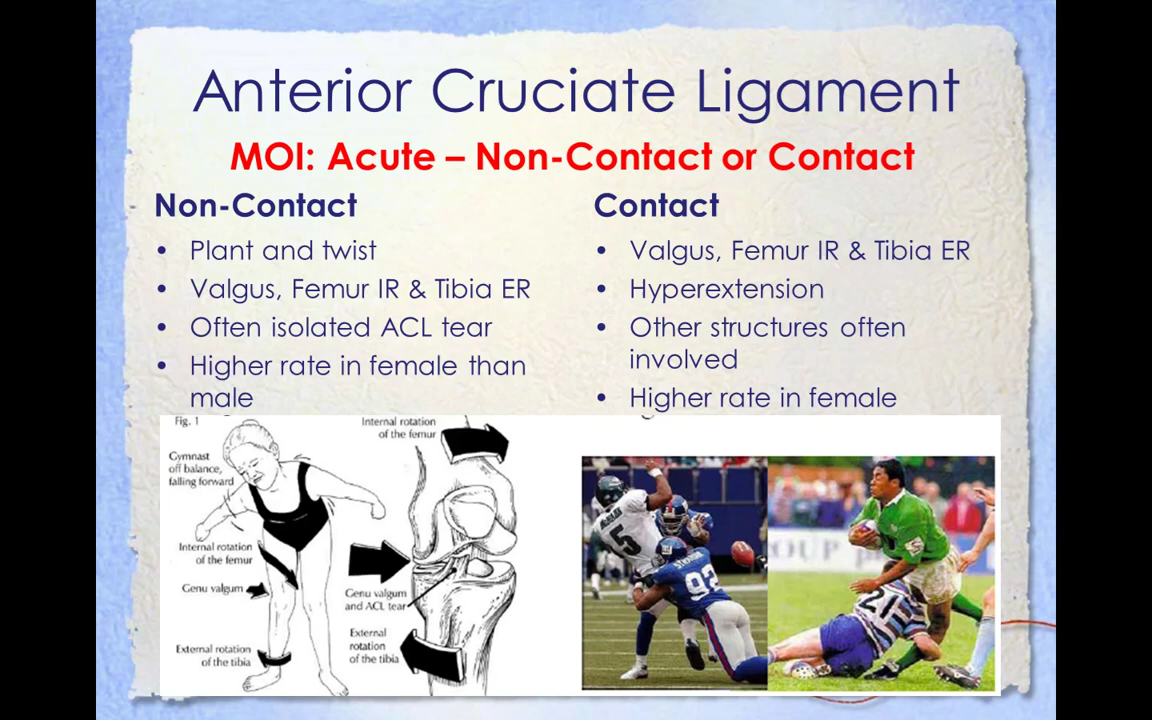 Anterior Cruciate Ligament
MOI: Acute – Non-Contact or Contact
Non-Contact
• Plant and twist
• Valgus, Femur IR & Tibia ER
• Often isolated ACL tear
• Higher rate in female than
male
Contact
• Valgus, Femur IR & Tibia ER
• Hyperextension
• Other structures often
involved
• Higher rate in female
Fig. 1
Gymnast
off balance,
falling forward
Internal rotation
of the femur
Genu valgum
External rotation
of the tibia
Internal rotation
of the femur
Genu valgum
and ACL tear
External
rotation
of the tibia
5
92
2
OUP